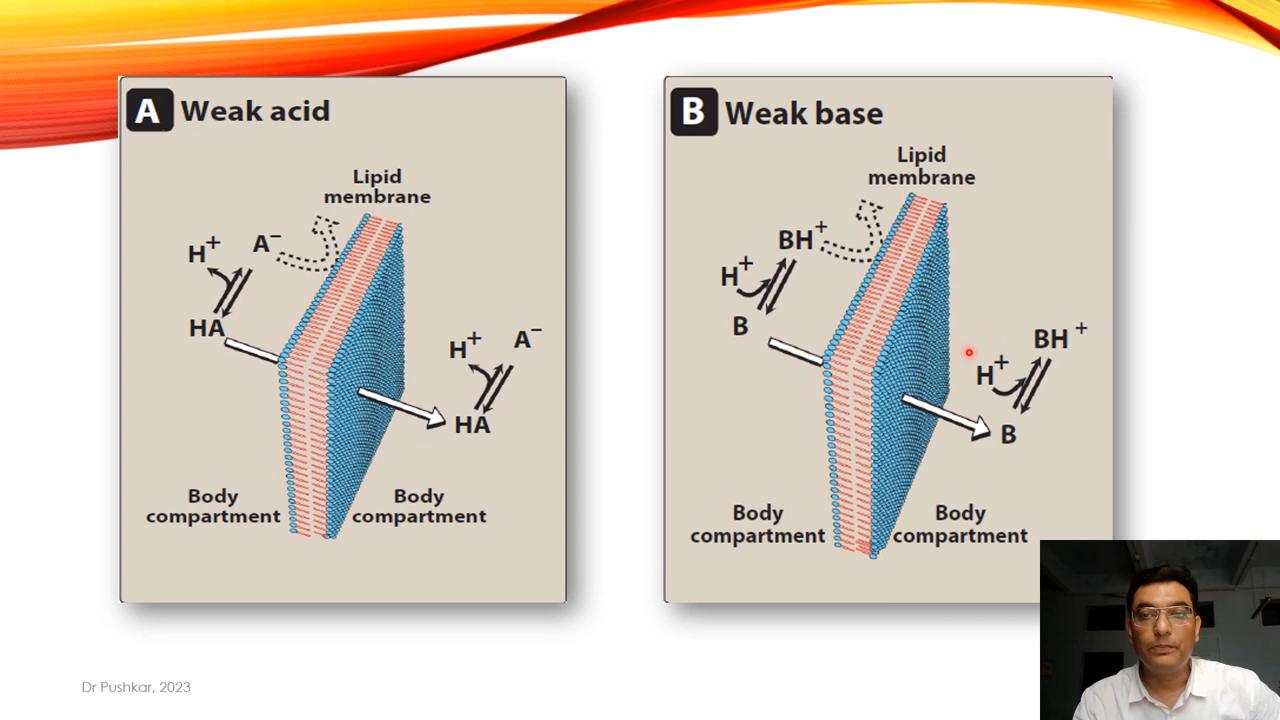 A Weak acid
Lipid
membrane
H+
A−
HA
H+
A−
HA
Body
compartment
Body
compartment
B Weak base
Lipid
membrane
BH+
H+
B
BH+
H+
B
Body
compartment
Body
compartment
Dr Pushkar, 2023